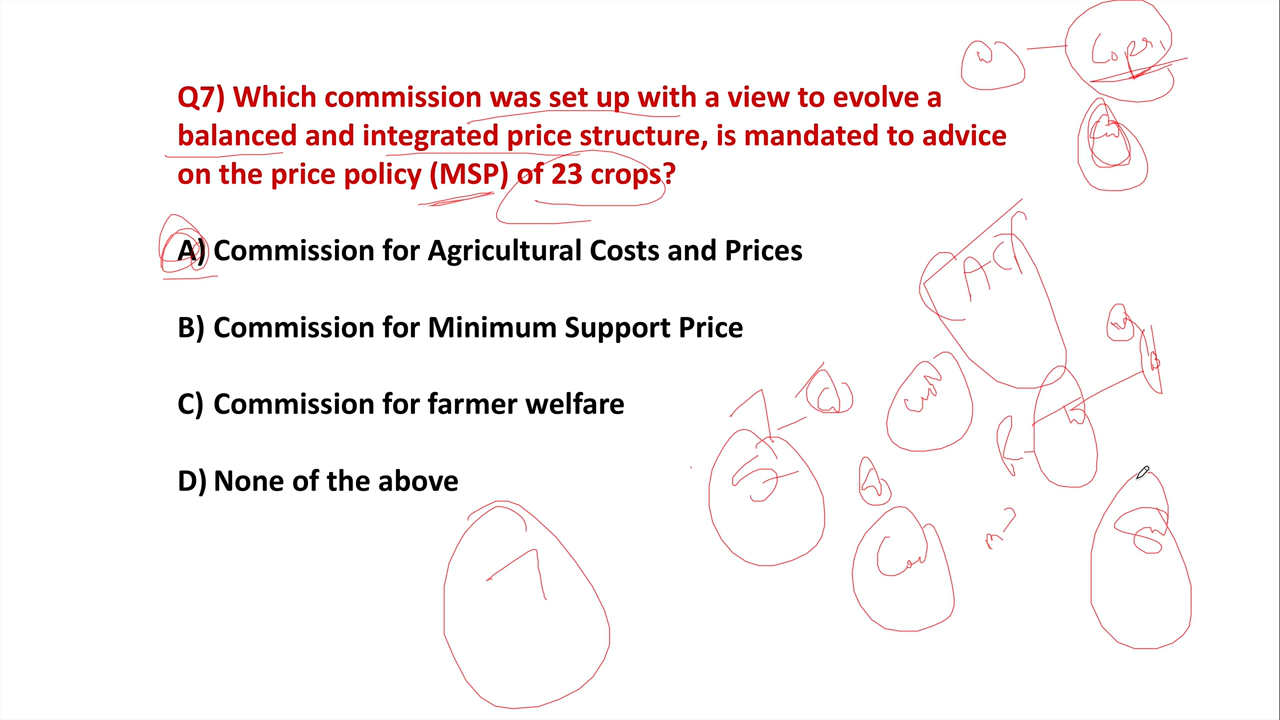 Q7) Which commission was set up with a view to evolve a
balanced and integrated price structure, is mandated to advice
on the price policy (MSP) of 23 crops?
A) Commission for Agricultural Costs and Prices
B) Commission for Minimum Support Price
C) Commission for farmer welfare
D) None of the above
ACP
7